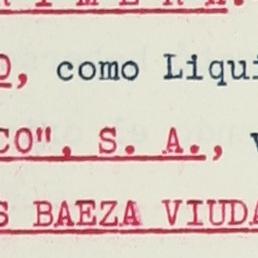 O, como Liqui
CO", S. A.,
S BAEZA VIUDA